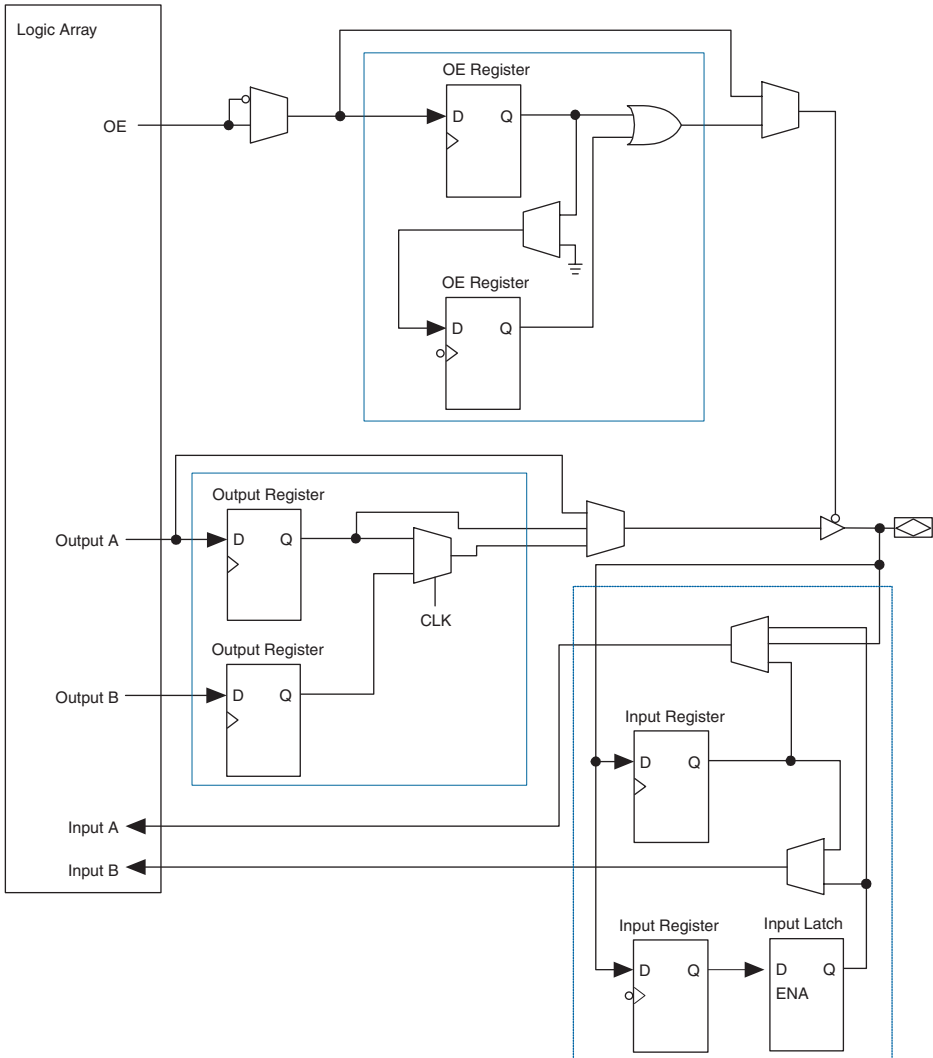 Logic Array
OE
OE Register
D Q
OE Register
D Q
Output Register
Output A
D Q
CLK
Output Register
Output B
D Q
Input Register
D Q
Input A
Input B
Input Register
Input Latch
D Q
D Q
ENA